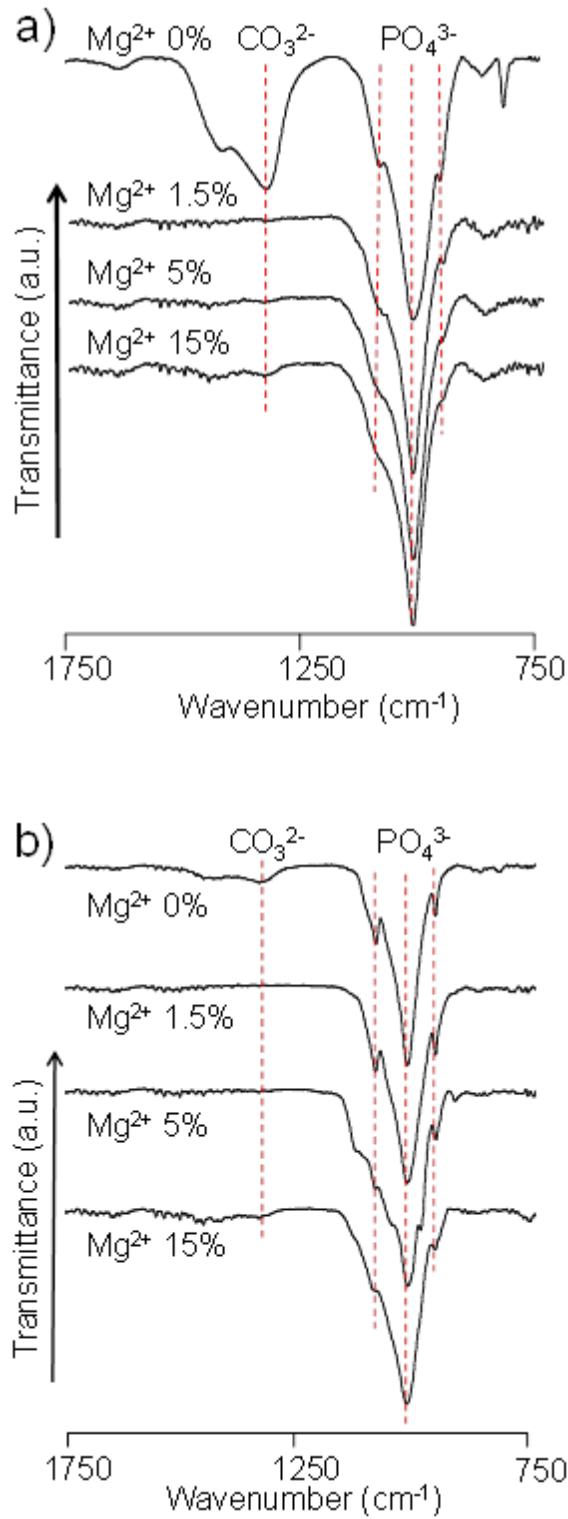 a)
Mg²⁺ 0% CO₃²⁻ PO₄³⁻
Mg²⁺ 1.5%
Mg²⁺ 5%
Mg²⁺ 15%
Transmittance (a.u.)
1750 1250 750
Wavenumber (cm⁻¹)
b)
CO₃²⁻ PO₄³⁻
Mg²⁺ 0%
Mg²⁺ 1.5%
Mg²⁺ 5%
Mg²⁺ 15%
Transmittance (a.u.)
1750 1250 750
Wavenumber (cm⁻¹)